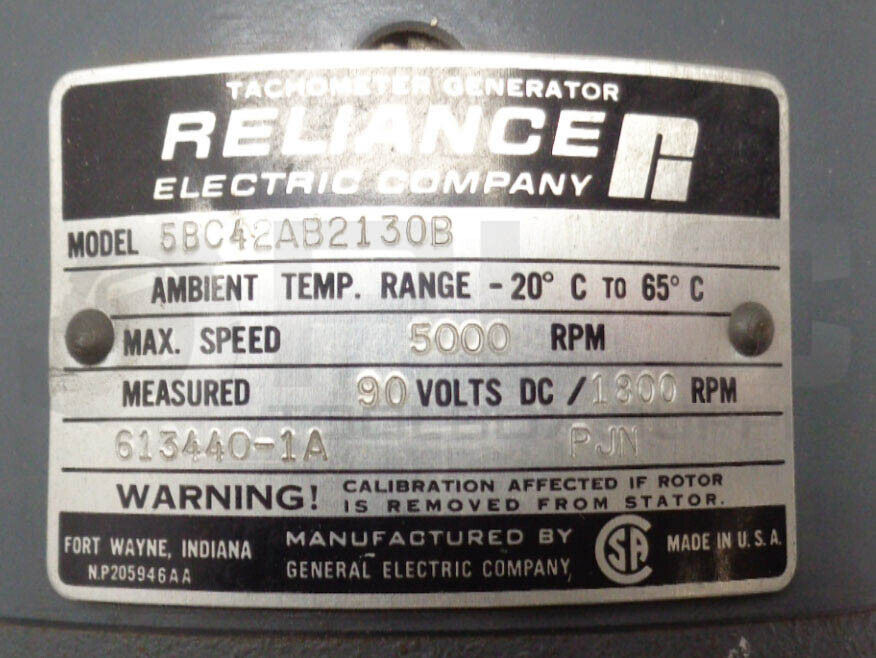 TACHOMETER GENERATOR
RELIANCE
ELECTRIC COMPANY
MODEL 5BC42AB2130B
AMBIENT TEMP. RANGE -20° C TO 65° C
MAX. SPEED 5000 RPM
MEASURED 90 VOLTS DC / 1800 RPM
613440-1A PJN
WARNING! CALIBRATION AFFECTED IF ROTOR
IS REMOVED FROM STATOR.
FORT WAYNE, INDIANA
N.P205946AA
MANUFACTURED BY
GENERAL ELECTRIC COMPANY,
CSA
MADE IN U.S.A.